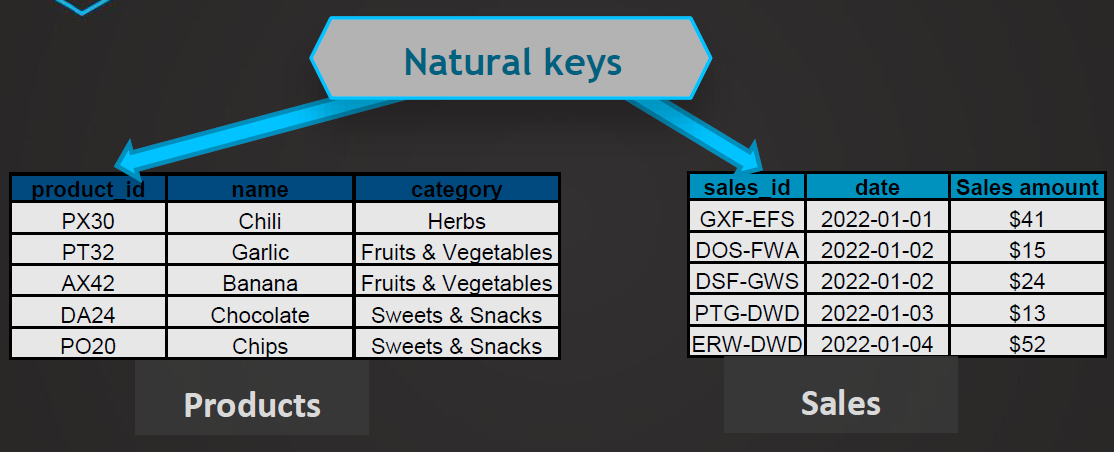 Natural keys
product_id name category
PX30 Chili Herbs
PT32 Garlic Fruits & Vegetables
AX42 Banana Fruits & Vegetables
DA24 Chocolate Sweets & Snacks
PO20 Chips Sweets & Snacks
Products
sales_id date Sales amount
GXF-EFS 2022-01-01 $41
DOS-FWA 2022-01-02 $15
DSF-GWS 2022-01-02 $24
PTG-DWD 2022-01-03 $13
ERW-DWD 2022-01-04 $52
Sales